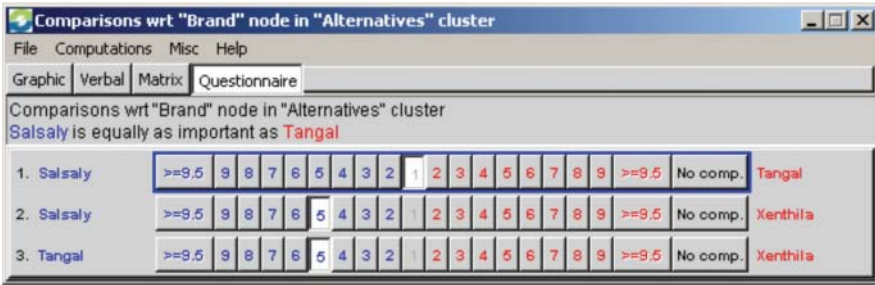 Comparisons wrt "Brand" node in "Alternatives" cluster
File Computations Misc Help
Graphic Verbal Matrix Questionnaire
Comparisons wrt "Brand" node in "Alternatives" cluster
Salsaly is equally as important as Tangal
1. Salsaly >=9.5 9 8 7 6 5 4 3 2 1 2 3 4 5 6 7 8 9 >=9.5 No comp. Tangal
2. Salsaly >=9.5 9 8 7 6 5 4 3 2 1 2 3 4 5 6 7 8 9 >=9.5 No comp. Xenthila
3. Tangal >=9.5 9 8 7 6 5 4 3 2 1 2 3 4 5 6 7 8 9 >=9.5 No comp. Xenthila